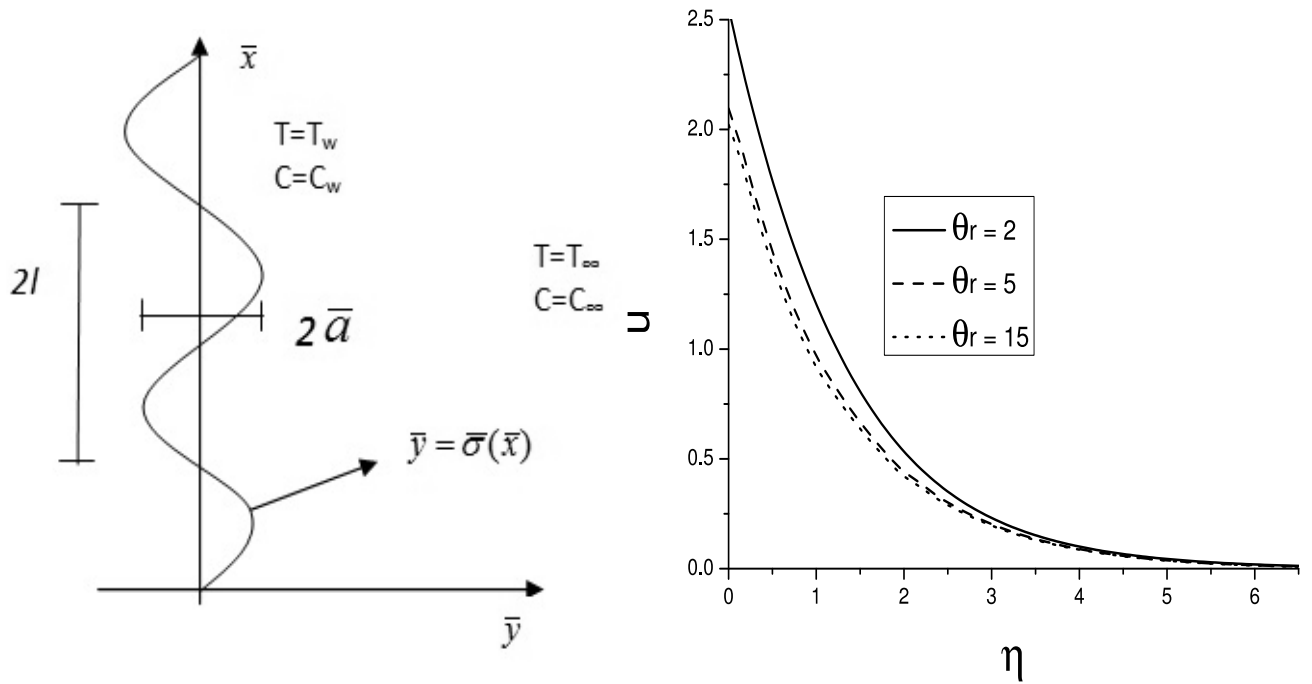 x̄
T=T_w
C=C_w
2l
T=T_∞
C=C_∞
2 ā
ȳ = σ̄(x̄)
ȳ
2.5
2.0
1.5
1.0
0.5
0.0
u
θr = 2
θr = 5
θr = 15
0 1 2 3 4 5 6
η